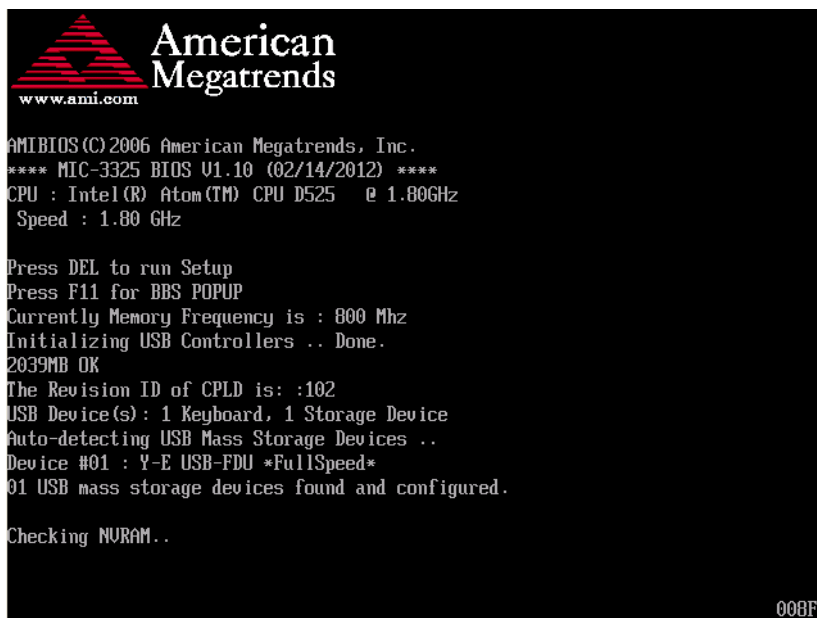 American
Megatrends
www.ami.com
AMIBIOS(C)2006 American Megatrends, Inc.
**** MIC-3325 BIOS V1.10 (02/14/2012) ****
CPU : Intel(R) Atom(TM) CPU D525 @ 1.80GHz
Speed : 1.80 GHz
Press DEL to run Setup
Press F11 for BBS POPUP
Currently Memory Frequency is : 800 Mhz
Initializing USB Controllers .. Done.
2039MB OK
The Revision ID of CPLD is: :102
USB Device(s): 1 Keyboard, 1 Storage Device
Auto-detecting USB Mass Storage Devices ..
Device #01 : Y-E USB-FDU *FullSpeed*
01 USB mass storage devices found and configured.
Checking NVRAM..
008F